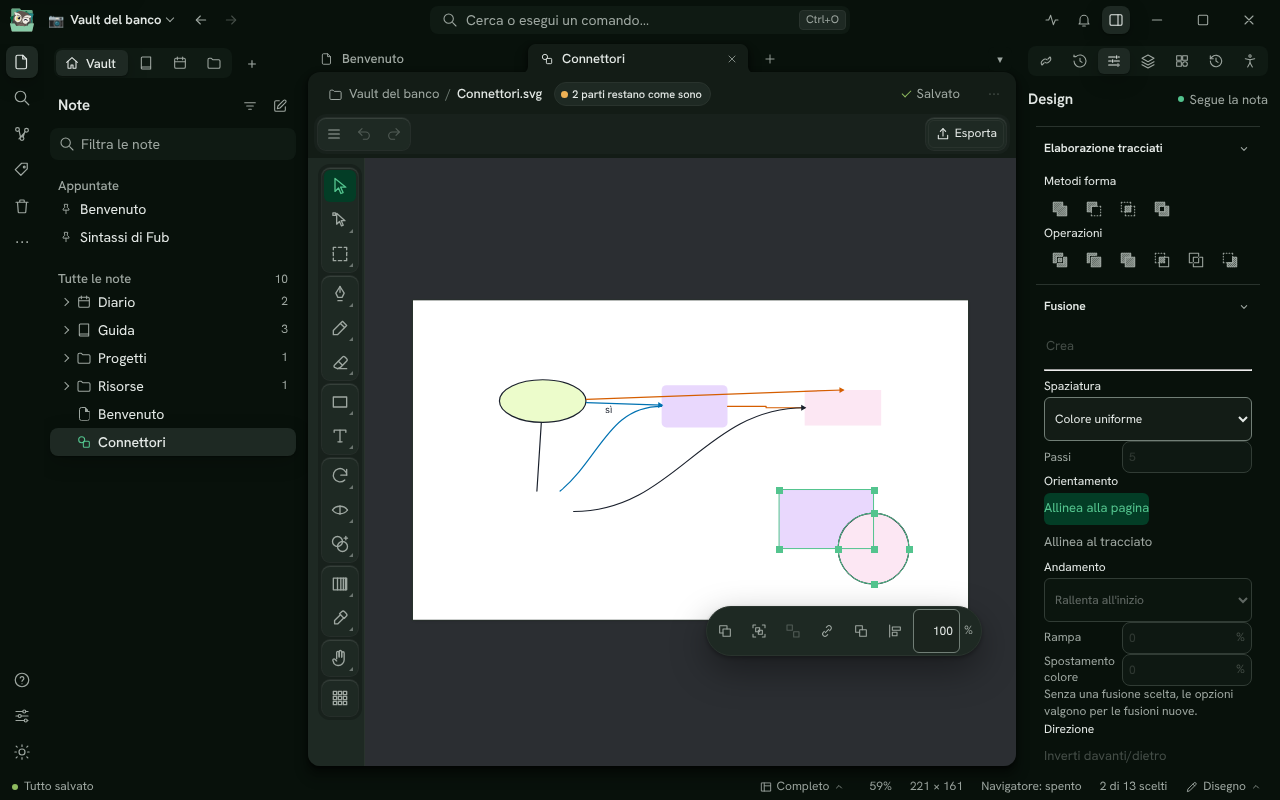 Vault del banco
Cerca o esegui un comando…
Ctrl+O
Vault
Benvenuto
Connettori
Note
Vault del banco / Connettori.svg
2 parti restano come sono
Salvato
Design
Segue la nota
Esporta
Filtra le note
Appuntate
Benvenuto
Sintassi di Fub
Tutte le note 10
Diario 2
Guida 3
Progetti 1
Risorse 1
Benvenuto
Connettori
sì
100 %
Elaborazione tracciati
Metodi forma
Operazioni
Fusione
Crea
Spaziatura
Colore uniforme
Passi 5
Orientamento
Allinea alla pagina
Allinea al tracciato
Andamento
Rallenta all'inizio
Rampa 0 %
Spostamento colore 0 %
Senza una fusione scelta, le opzioni
valgono per le fusioni nuove.
Direzione
Inverti davanti/dietro
Tutto salvato
Completo
59%
221 × 161
Navigatore: spento
2 di 13 scelti
Disegno